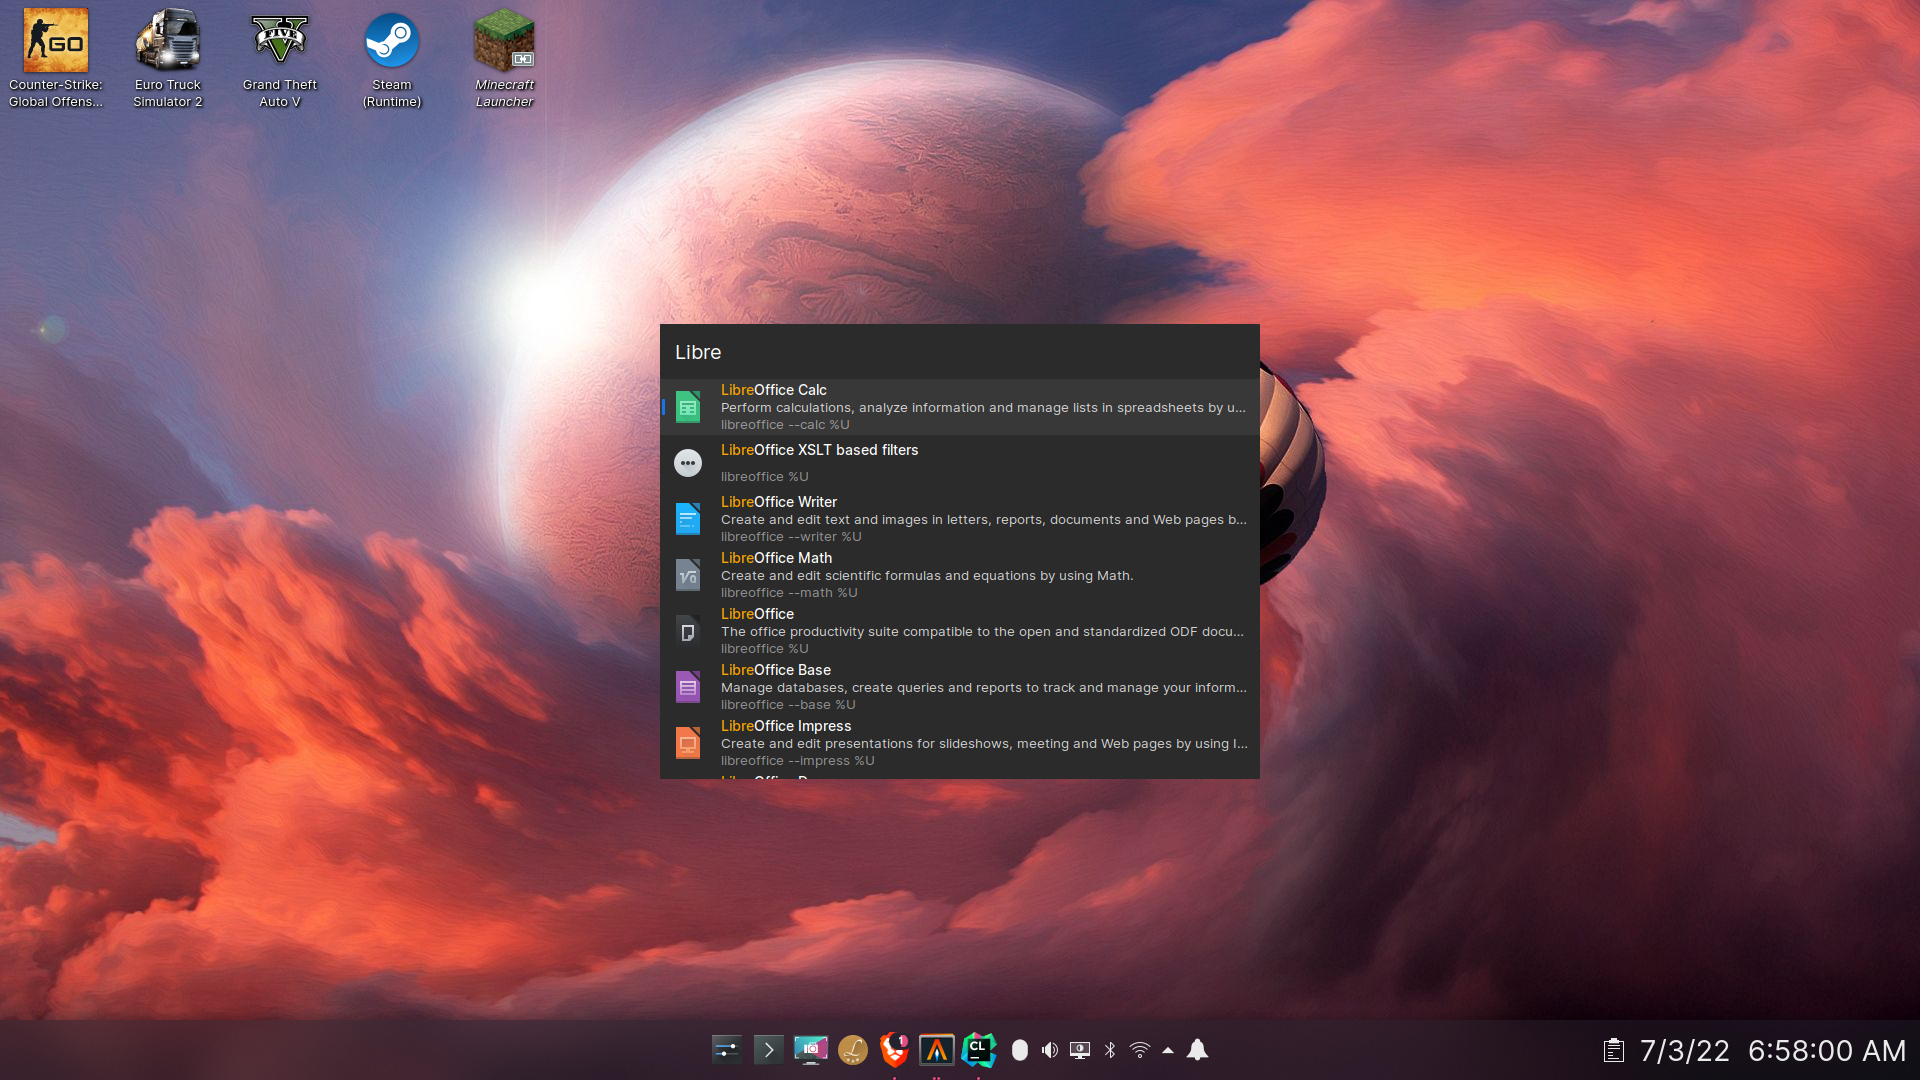 GO
Counter-Strike:
Global Offens...
Euro Truck
Simulator 2
FIVE
Grand Theft
Auto V
Steam
(Runtime)
Minecraft
Launcher
Libre
LibreOffice Calc
Perform calculations, analyze information and manage lists in spreadsheets by u...
libreoffice --calc %U
LibreOffice XSLT based filters
libreoffice %U
LibreOffice Writer
Create and edit text and images in letters, reports, documents and Web pages b...
libreoffice --writer %U
LibreOffice Math
Create and edit scientific formulas and equations by using Math.
libreoffice --math %U
LibreOffice
The office productivity suite compatible to the open and standardized ODF docu...
libreoffice %U
LibreOffice Base
Manage databases, create queries and reports to track and manage your inform...
libreoffice --base %U
LibreOffice Impress
Create and edit presentations for slideshows, meeting and Web pages by using I...
libreoffice --impress %U
L
1
CL
7/3/22 6:58:00 AM